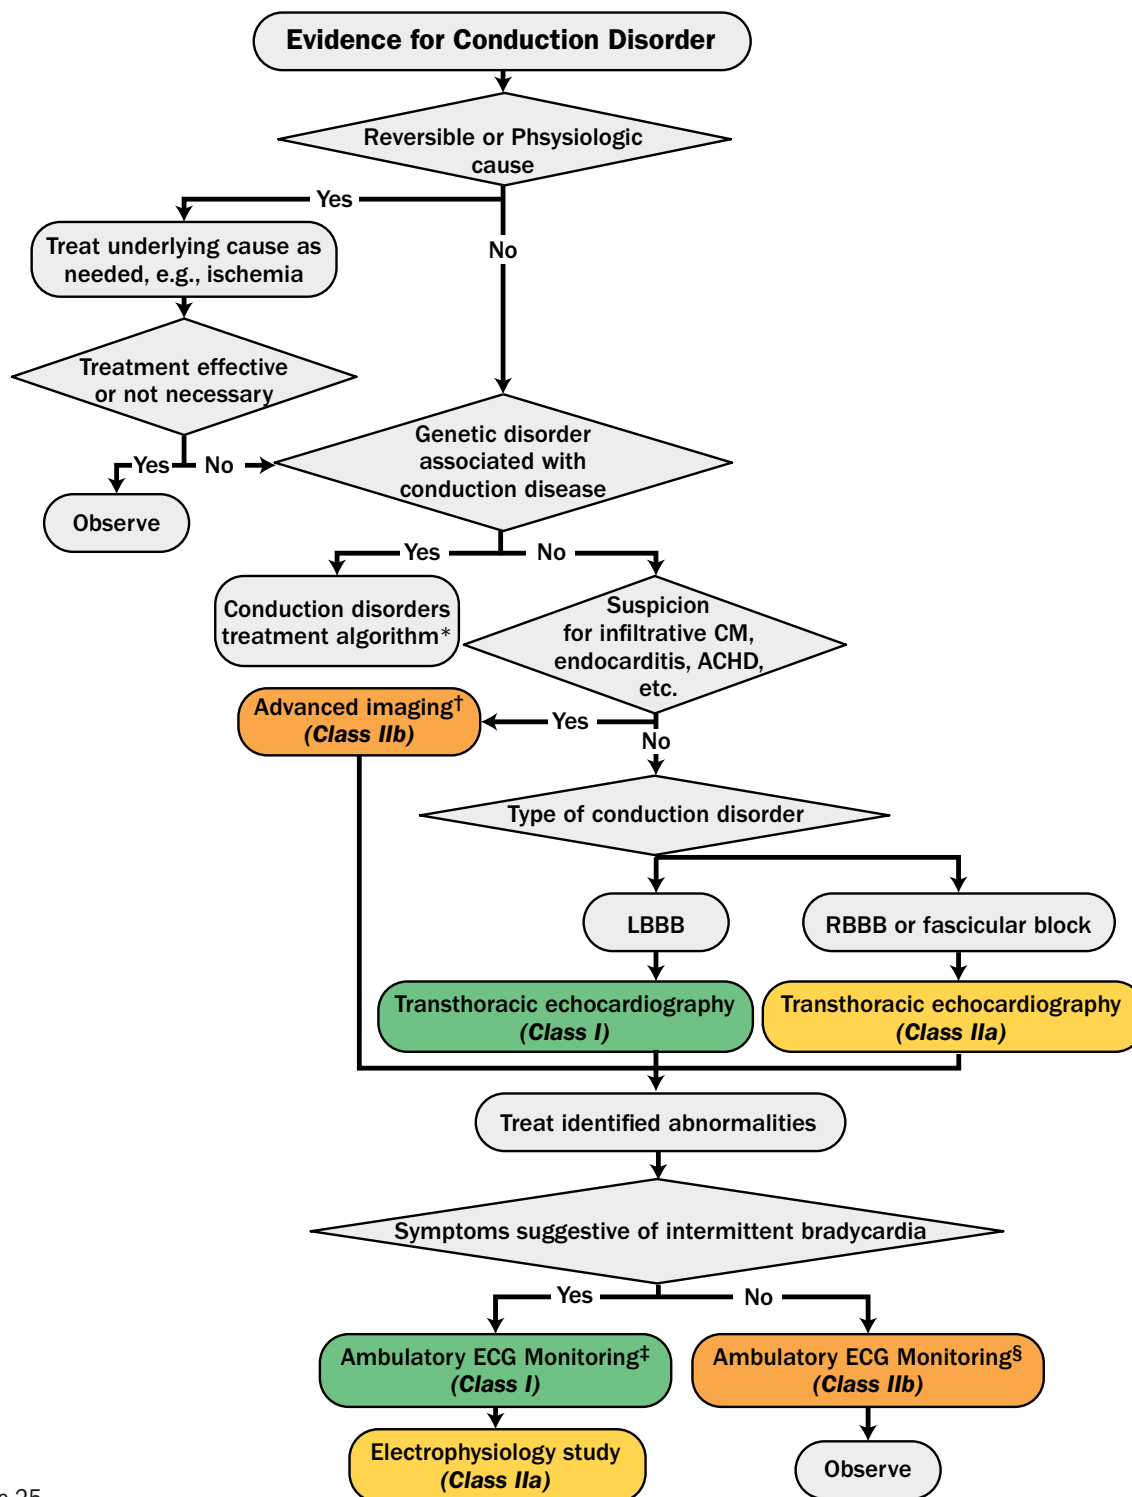 Evidence for Conduction Disorder
Reversible or Phsysiologic
cause
Yes
No
Treat underlying cause as
needed, e.g., ischemia
Treatment effective
or not necessary
Yes
No
Observe
Genetic disorder
associated with
conduction disease
Yes
No
Conduction disorders
treatment algorithm*
Suspicion
for infiltrative CM,
endocarditis, ACHD,
etc.
Advanced imaging†
(Class IIb)
Yes
No
Type of conduction disorder
LBBB
RBBB or fascicular block
Transthoracic echocardiography
(Class I)
Transthoracic echocardiography
(Class IIa)
Treat identified abnormalities
Symptoms suggestive of intermittent bradycardia
Yes
No
Ambulatory ECG Monitoring‡
(Class I)
Ambulatory ECG Monitoring§
(Class IIb)
Electrophysiology study
(Class IIa)
Observe
25